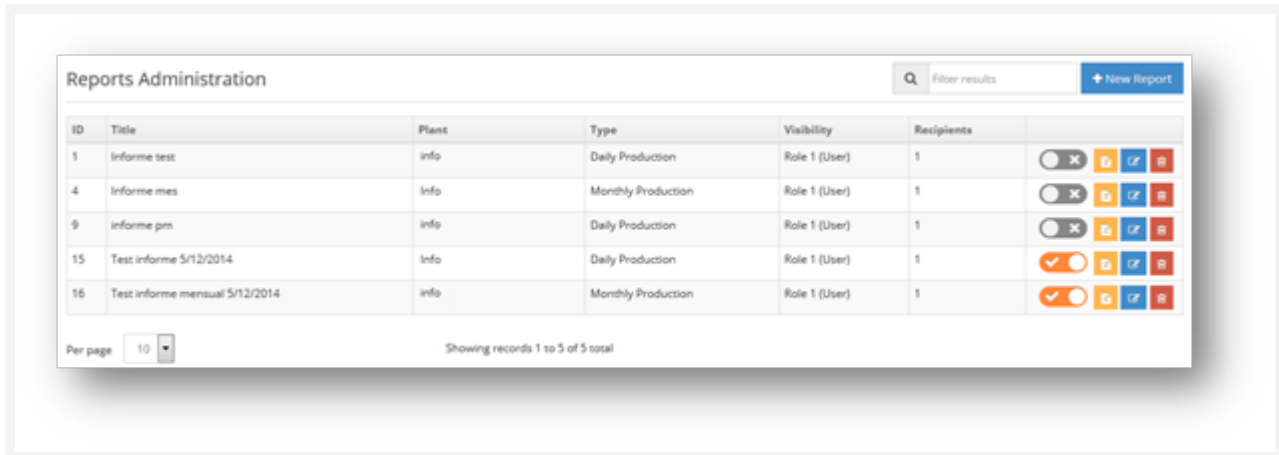 Reports Administration Filter results + New Report
ID Title Plant Type Visibility Recipients
1 Informe test info Daily Production Role 1 (User) 1
4 Informe mes Info Monthly Production Role 1 (User) 1
9 informe pm info Daily Production Role 1 (User) 1
15 Test informe 5/12/2014 Info Daily Production Role 1 (User) 1
16 Test informe mensual 5/12/2014 info Monthly Production Role 1 (User) 1
Per page 10 Showing records 1 to 5 of 5 total